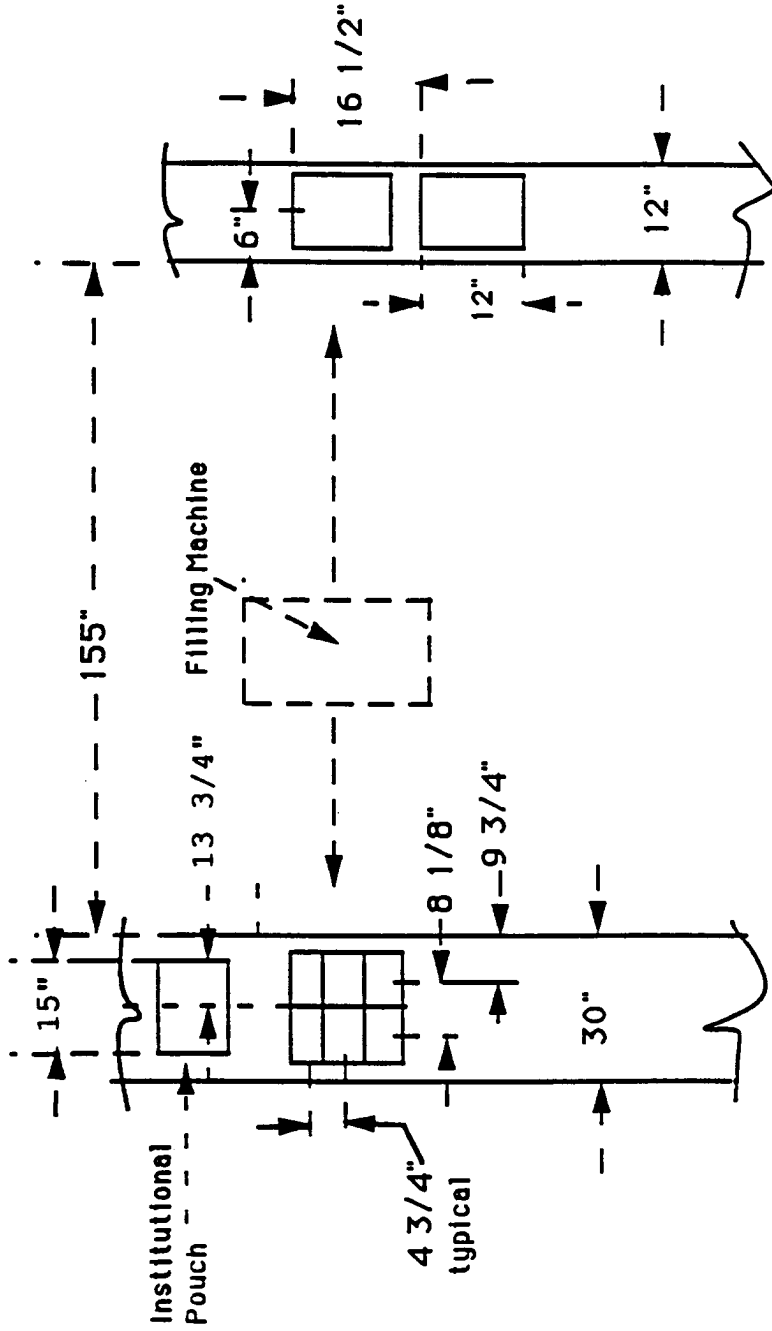 155"
16 1/2"
6"
12"
12"
Filling Machine
13 3/4"
15"
8 1/8"
9 3/4"
30"
Institutional
Pouch
4 3/4"
typical